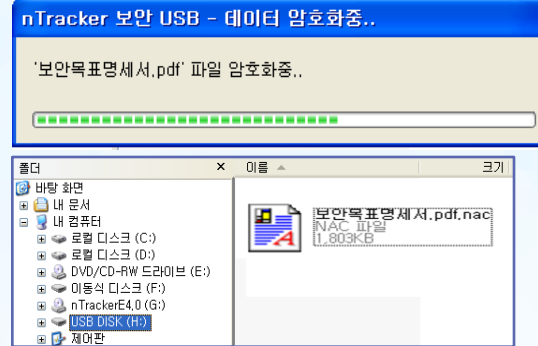 nTracker 보안 USB - 데이터 암호화중..
'보안목표명세서.pdf' 파일 암호화중..
폴더 × 이름 크기
바탕 화면
내 문서
내 컴퓨터
로컬 디스크 (C:)
로컬 디스크 (D:)
DVD/CD-RW 드라이브 (E:)
이동식 디스크 (F:)
nTrackerE4.0 (G:)
USB DISK (H:)
제어판
보안목표명세서.pdf.nac
NAC 파일
1,803KB